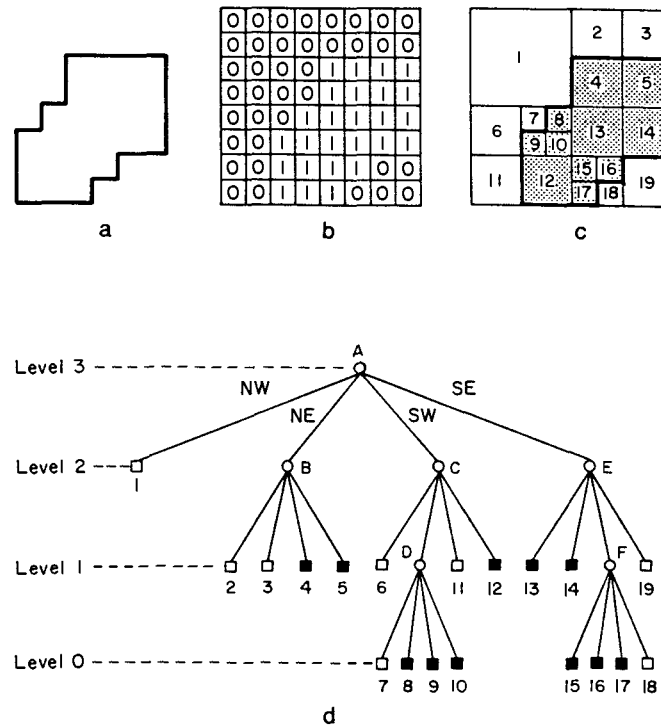 0 0 0 0 0 0 0 0
0 0 0 0 0 0 0 0
0 0 0 0 1 1 1 1
0 0 0 0 1 1 1 1
0 0 0 1 1 1 1 1
0 0 1 1 1 1 1 1
0 0 1 1 1 1 0 0
0 0 1 1 1 0 0 0
2 3
1
4 5
6 7 8 13 14
9 10
11 12 15 16 19
17 18
a b c
A
Level 3
NW NE SW SE
Level 2
1 B C E
D F
Level 1
2 3 4 5 6 11 12 13 14 19
Level 0
7 8 9 10 15 16 17 18
d